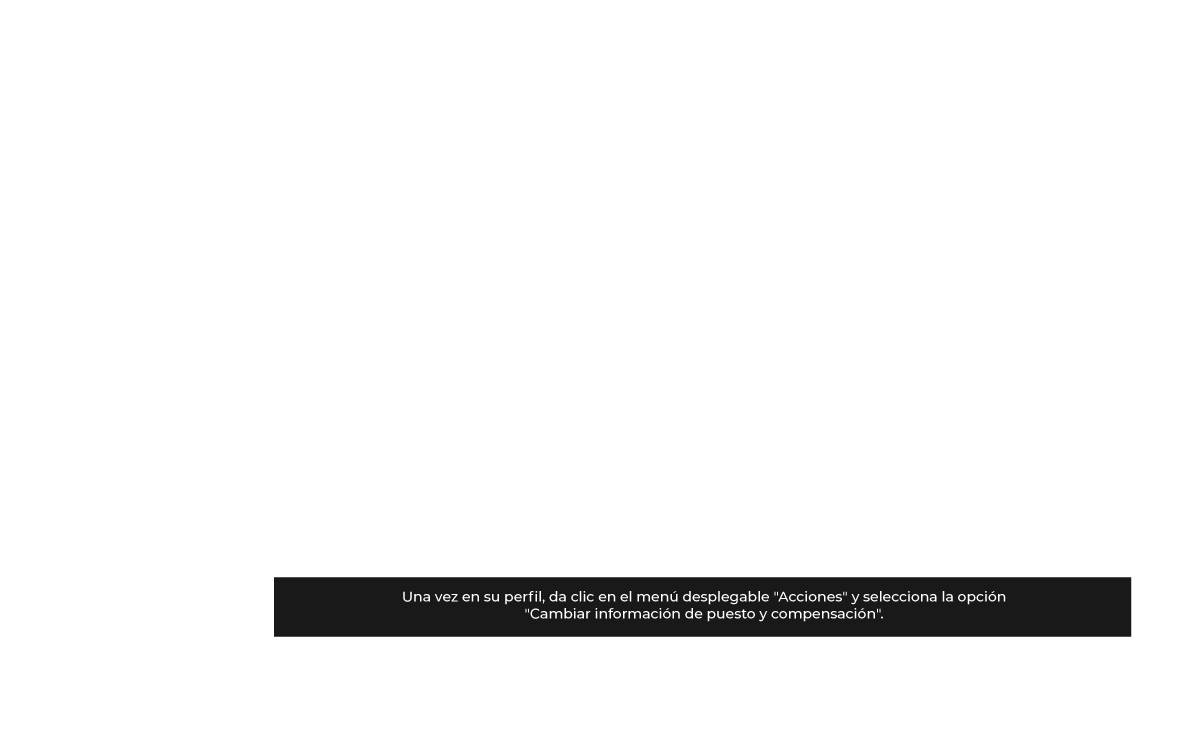 Una vez en su perfil, da clic en el menú desplegable "Acciones" y selecciona la opción
"Cambiar información de puesto y compensación".